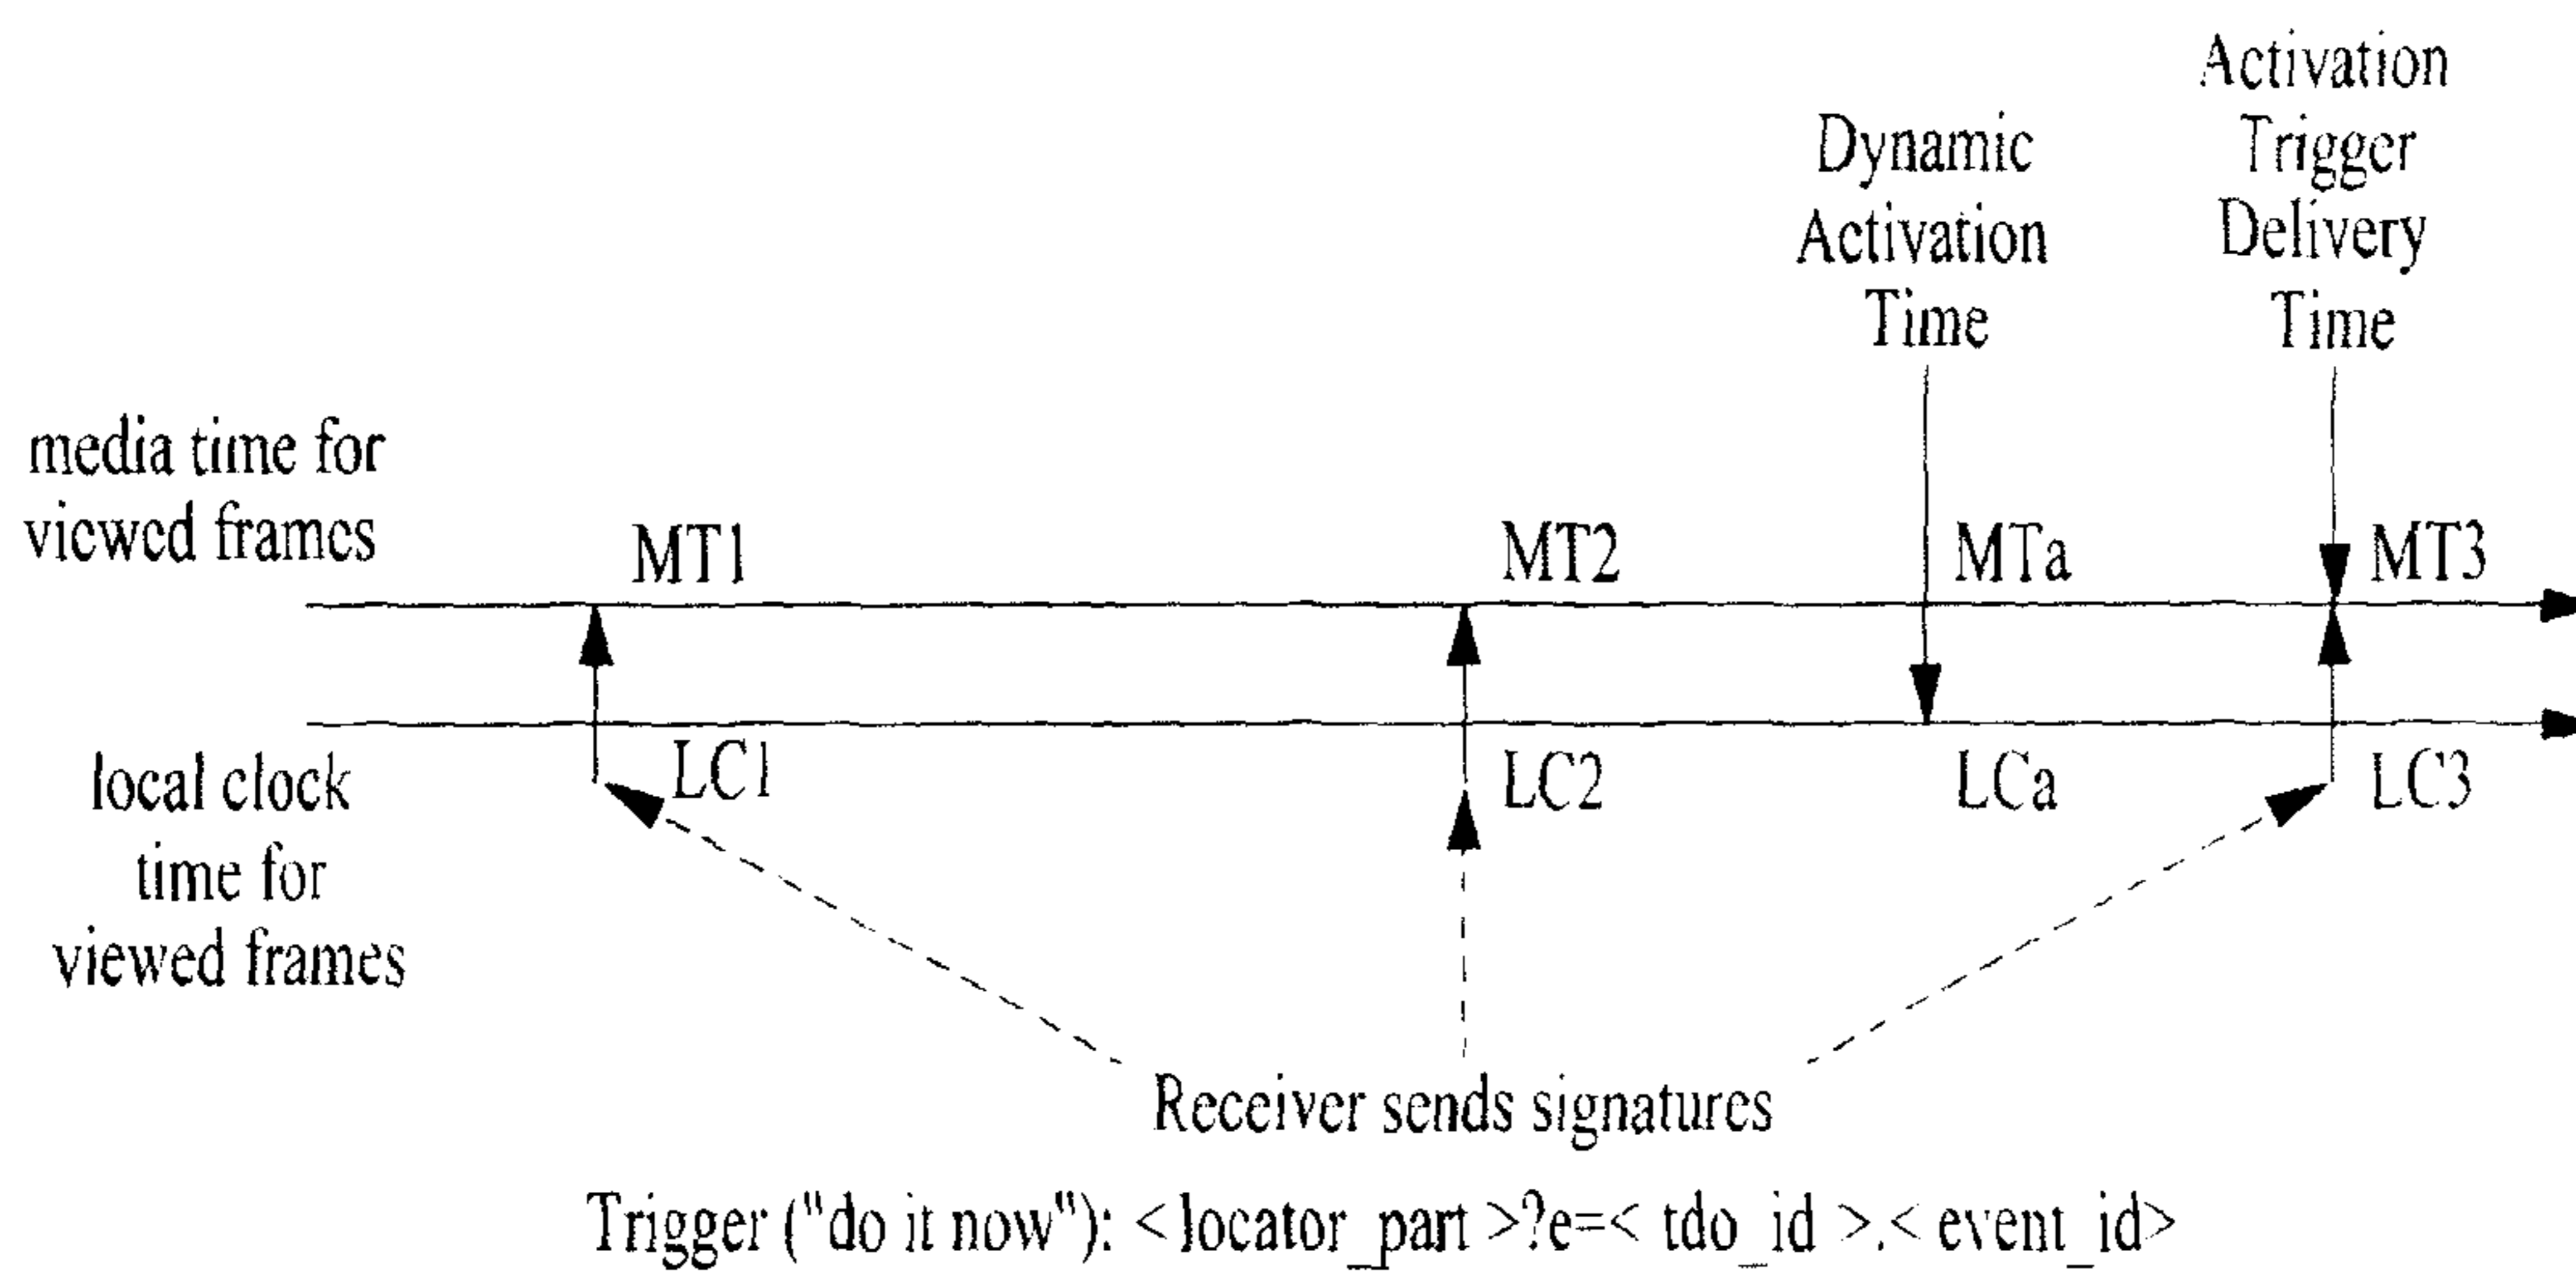 Activation
Trigger
Delivery
Time
Dynamic
Activation
Time
media time for
viewed frames
MT1
MT2
MTa
MT3
LC1
LC2
LCa
LC3
local clock
time for
viewed frames
Receiver sends signatures
Trigger ("do it now"): < locator_part >?e=< tdo_id >.< event_id>